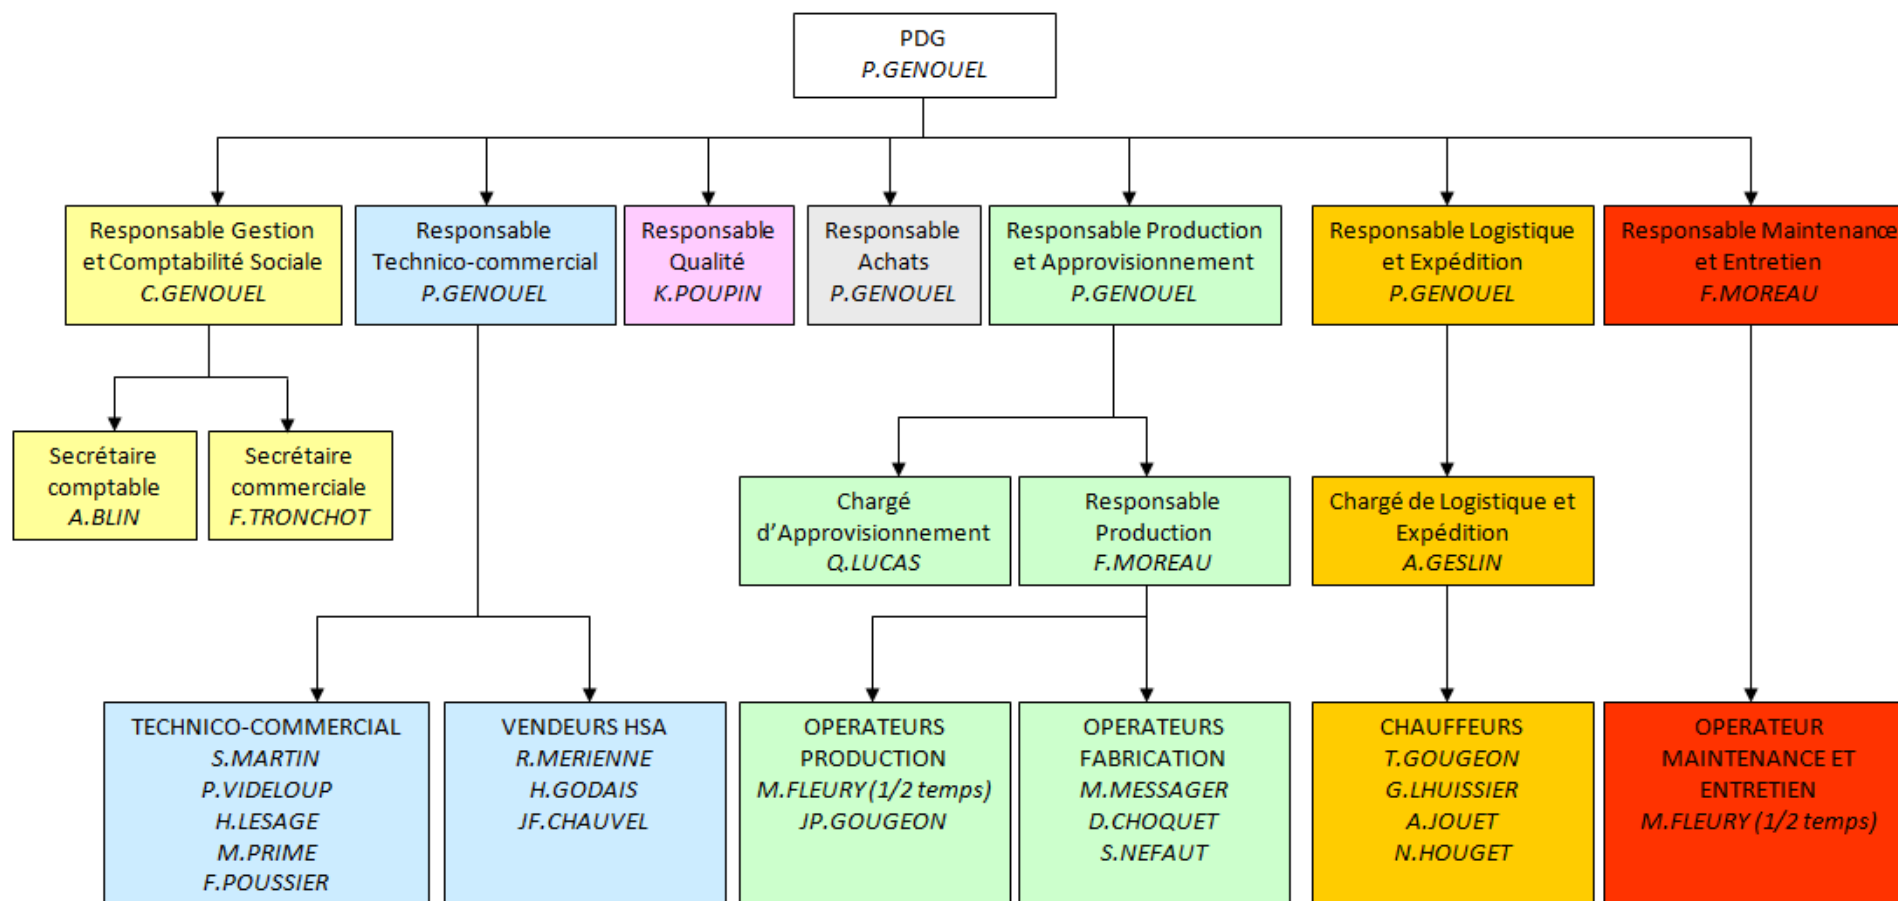 PDG
P.GENOUEL
Responsable Gestion
et Comptabilité Sociale
C.GENOUEL
Responsable
Technico-commercial
P.GENOUEL
Responsable
Qualité
K.POUPIN
Responsable
Achats
P.GENOUEL
Responsable Production
et Approvisionnement
P.GENOUEL
Responsable Logistique
et Expédition
P.GENOUEL
Responsable Maintenance
et Entretien
F.MOREAU
Secrétaire
comptable
A.BLIN
Secrétaire
commerciale
F.TRONCHOT
Chargé
d’Approvisionnement
Q.LUCAS
Responsable
Production
F.MOREAU
Chargé de Logistique et
Expédition
A.GESLIN
TECHNICO-COMMERCIAL
S.MARTIN
P.VIDELOUP
H.LESAGE
M.PRIME
F.POUSSIER
VENDEURS HSA
R.MERIENNE
H.GODAIS
JF.CHAUVEL
OPERATEURS
PRODUCTION
M.FLEURY (1/2 temps)
JP.GOUGEON
OPERATEURS
FABRICATION
M.MESSAGER
D.CHOQUET
S.NEFAUT
CHAUFFEURS
T.GOUGEON
G.LHUISSIER
A.JOUET
N.HOUGET
OPERATEUR
MAINTENANCE ET
ENTRETIEN
M.FLEURY (1/2 temps)